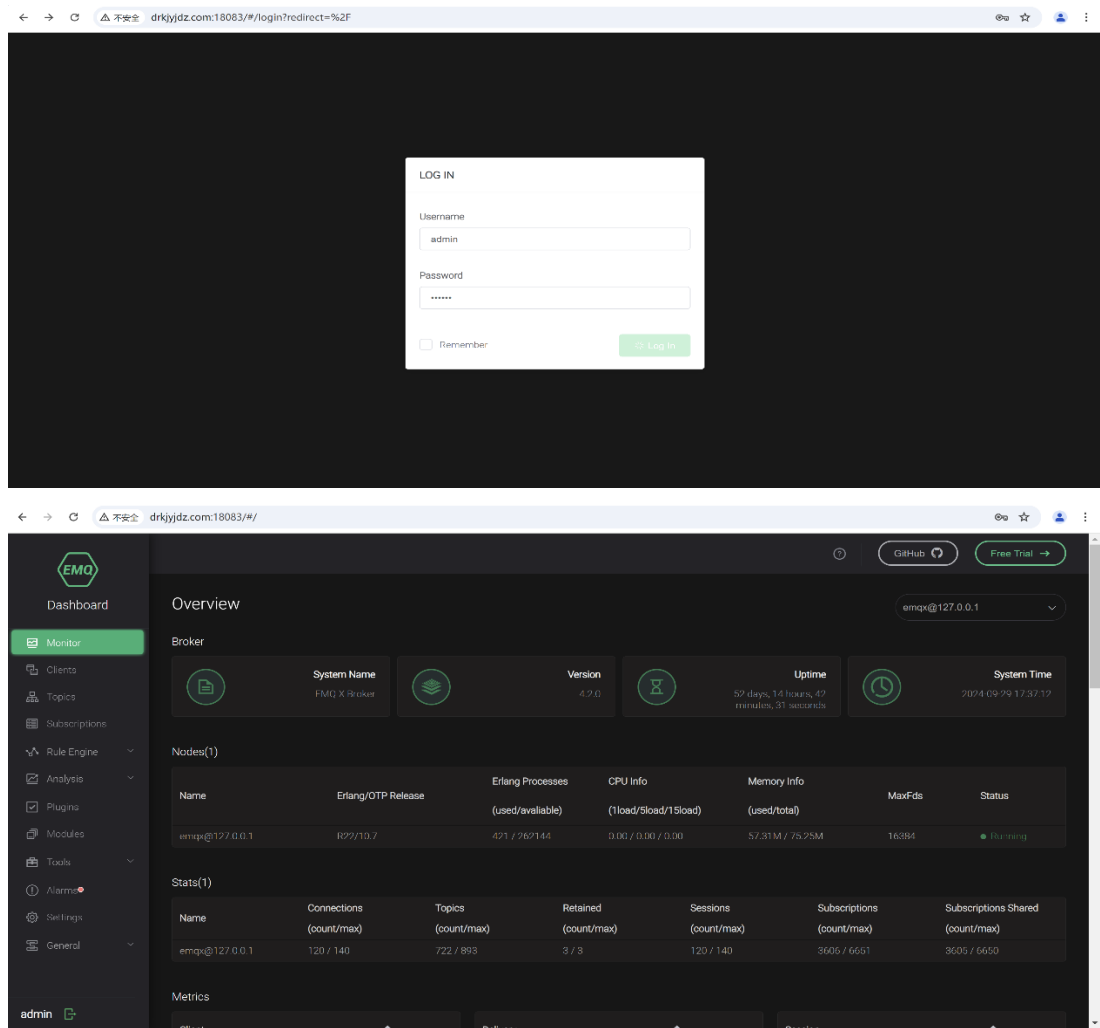 不安全 drkjyjdz.com:18083/#/login?redirect=%2F
LOG IN
Username
admin
Password
••••••
Remember
Log In
不安全 drkjyjdz.com:18083/#/
EMQ
Dashboard
GitHub
Free Trial →
Overview
emqx@127.0.0.1
Monitor
Broker
Clients
Topics
Subscriptions
Rule Engine
Analysis
Plugins
Modules
Tools
Alarms
Settings
General
admin
System Name
EMQ X Broker
Version
4.2.0
Uptime
52 days, 14 hours, 42
minutes, 31 seconds
System Time
2024-09-29 17:37:12
Nodes(1)
Name Erlang/OTP Release Erlang Processes CPU Info Memory Info MaxFds Status
(used/avaliable) (1load/5load/15load) (used/total)
emqx@127.0.0.1 R22/10.7 421 / 262144 0.00 / 0.00 / 0.00 57.31M / 75.25M 16384 Running
Stats(1)
Name Connections Topics Retained Sessions Subscriptions Subscriptions Shared
(count/max) (count/max) (count/max) (count/max) (count/max) (count/max)
emqx@127.0.0.1 120 / 140 722 / 893 3 / 3 120 / 140 3606 / 6651 3605 / 6650
Metrics